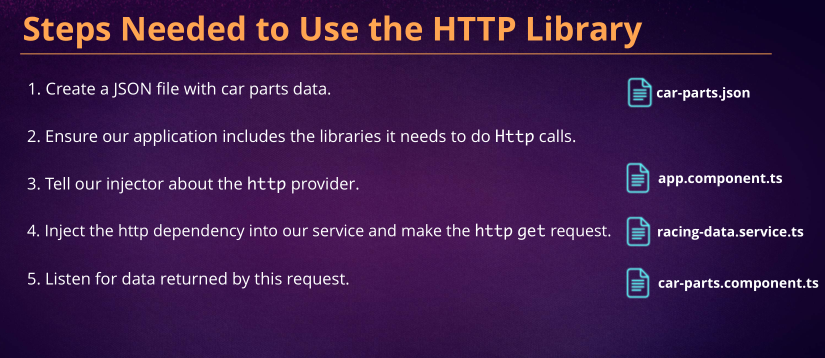 Steps Needed to Use the HTTP Library
1. Create a JSON file with car parts data.
car-parts.json
2. Ensure our application includes the libraries it needs to do Http calls.
3. Tell our injector about the http provider.
app.component.ts
4. Inject the http dependency into our service and make the http get request.
racing-data.service.ts
5. Listen for data returned by this request.
car-parts.component.ts